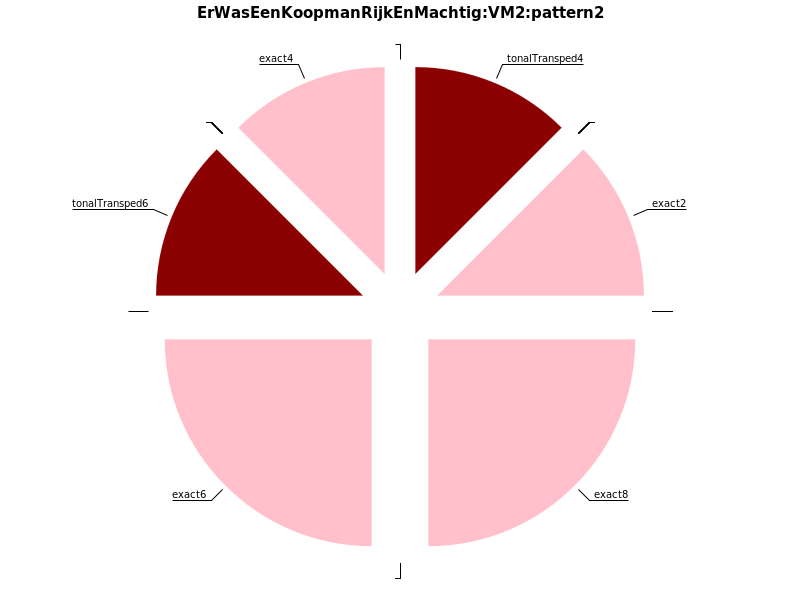 ErWasEenKoopmanRijkEnMachtig:VM2:pattern2
exact4
tonalTransped4
tonalTransped6
exact2
exact6
exact8